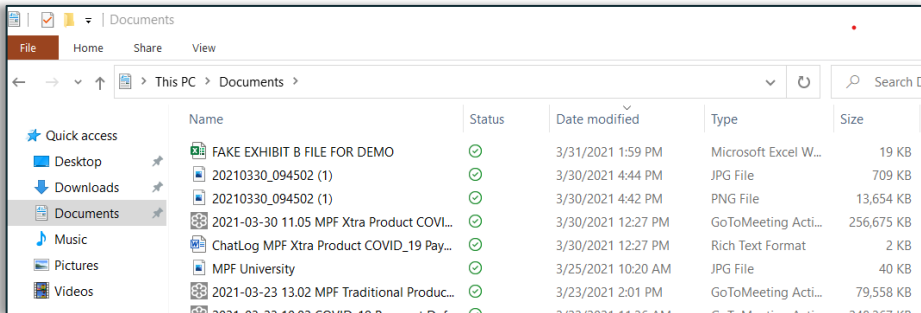 Documents
File Home Share View
This PC > Documents >
Search D
Name Status Date modified Type Size
Quick access
Desktop
Downloads
Documents
Music
Pictures
Videos
FAKE EXHIBIT B FILE FOR DEMO 3/31/2021 1:59 PM Microsoft Excel W... 19 KB
20210330_094502 (1) 3/30/2021 4:44 PM JPG File 709 KB
20210330_094502 (1) 3/30/2021 4:42 PM PNG File 13,654 KB
2021-03-30 11.05 MPF Xtra Product COVI... 3/30/2021 12:27 PM GoToMeeting Acti... 256,675 KB
ChatLog MPF Xtra Product COVID_19 Pay... 3/30/2021 12:27 PM Rich Text Format 2 KB
MPF University 3/25/2021 10:20 AM JPG File 40 KB
2021-03-23 13.02 MPF Traditional Produc... 3/23/2021 2:01 PM GoToMeeting Acti... 79,558 KB